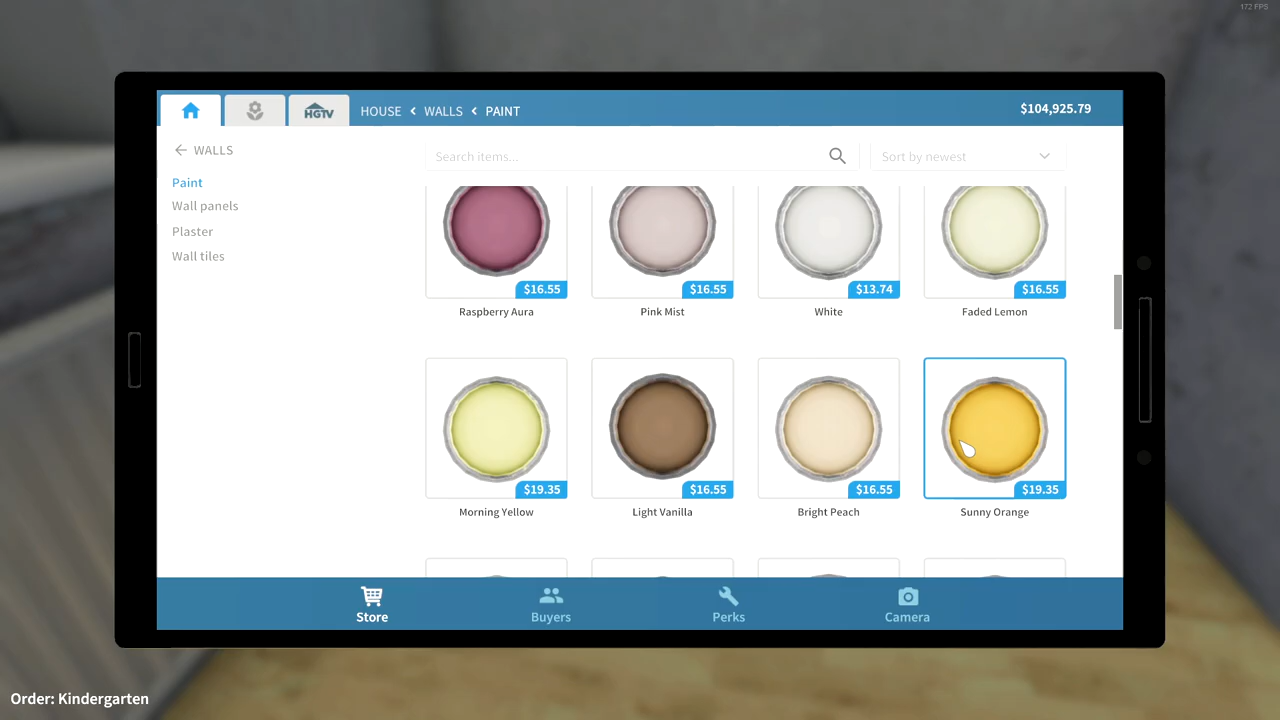 172 FPS
HGTV
HOUSE < WALLS < PAINT
$104,925.79
WALLS
Search items...
Sort by newest
Paint
Wall panels
Plaster
Wall tiles
$16.55
$16.55
$13.74
$16.55
Raspberry Aura
Pink Mist
White
Faded Lemon
$19.35
$16.55
$16.55
$19.35
Morning Yellow
Light Vanilla
Bright Peach
Sunny Orange
Store
Buyers
Perks
Camera
Order: Kindergarten